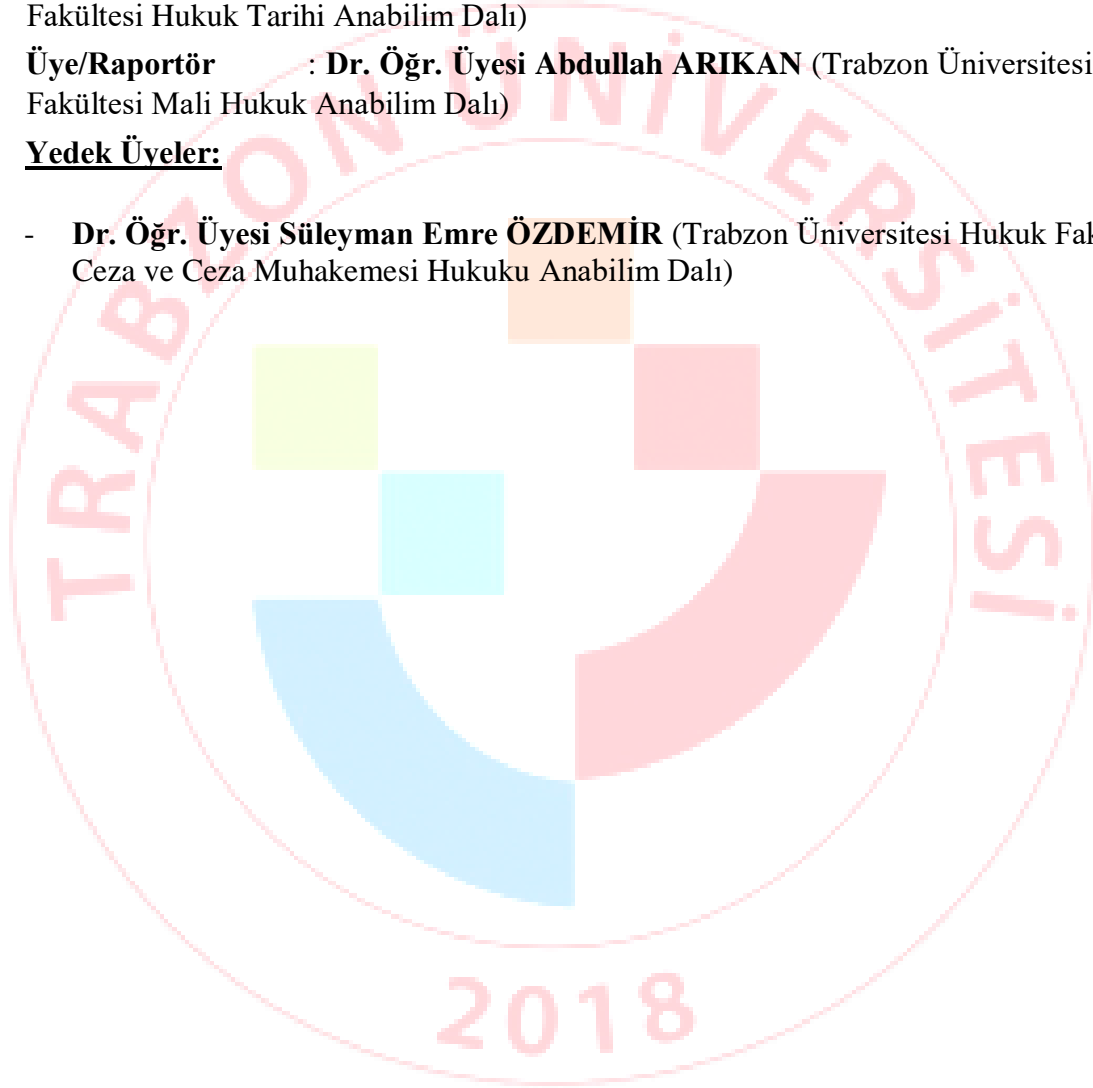 Fakültesi Hukuk Tarihi Anabilim Dalı)
Üye/Raportör : Dr. Öğr. Üyesi Abdullah ARIKAN (Trabzon Üniversitesi
Fakültesi Mali Hukuk Anabilim Dalı)
Yedek Üyeler:
- Dr. Öğr. Üyesi Süleyman Emre ÖZDEMİR (Trabzon Üniversitesi Hukuk Fak
Ceza ve Ceza Muhakemesi Hukuku Anabilim Dalı)
TRABZON ÜNİVERSİTESİ
2018